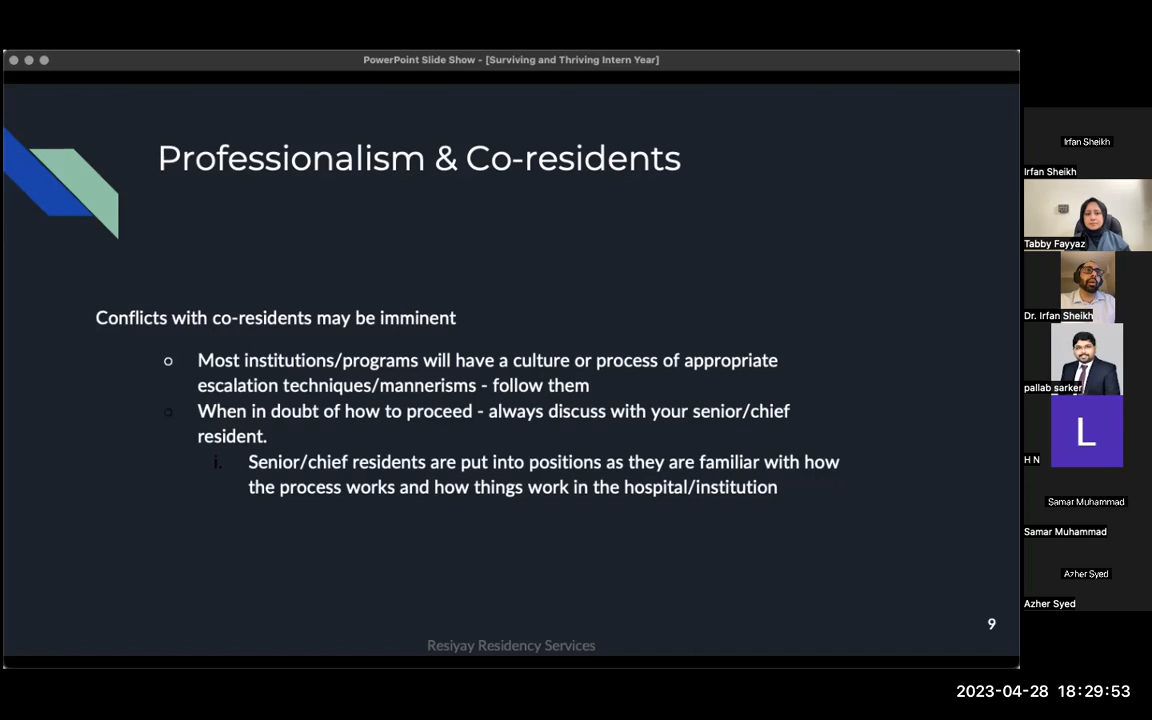 PowerPoint Slide Show - [Surviving and Thriving Intern Year]
Professionalism & Co-residents
Conflicts with co-residents may be imminent
Most institutions/programs will have a culture or process of appropriate
escalation techniques/mannerisms - follow them
When in doubt of how to proceed - always discuss with your senior/chief
resident.
i. Senior/chief residents are put into positions as they are familiar with how
the process works and how things work in the hospital/institution
9
Resiyay Residency Services
Irfan Sheikh
Irfan Sheikh
Tabby Fayyaz
Dr. Irfan Sheikh
pallab sarker
L
H N
Samar Muhammad
Samar Muhammad
Azher Syed
Azher Syed
2023-04-28 18:29:53